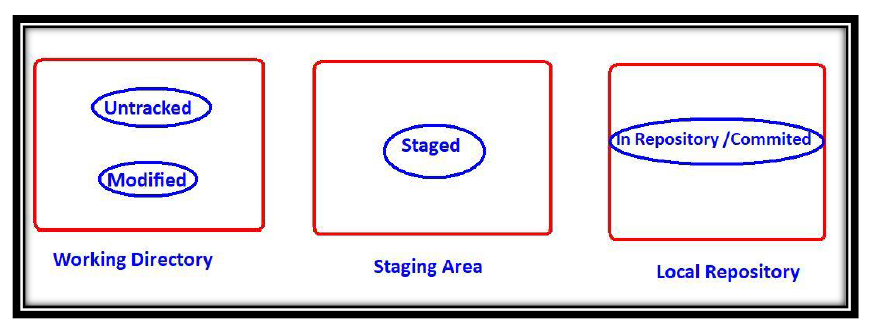 Untracked
Modified
Working Directory
Staged
Staging Area
In Repository /Commited
Local Repository